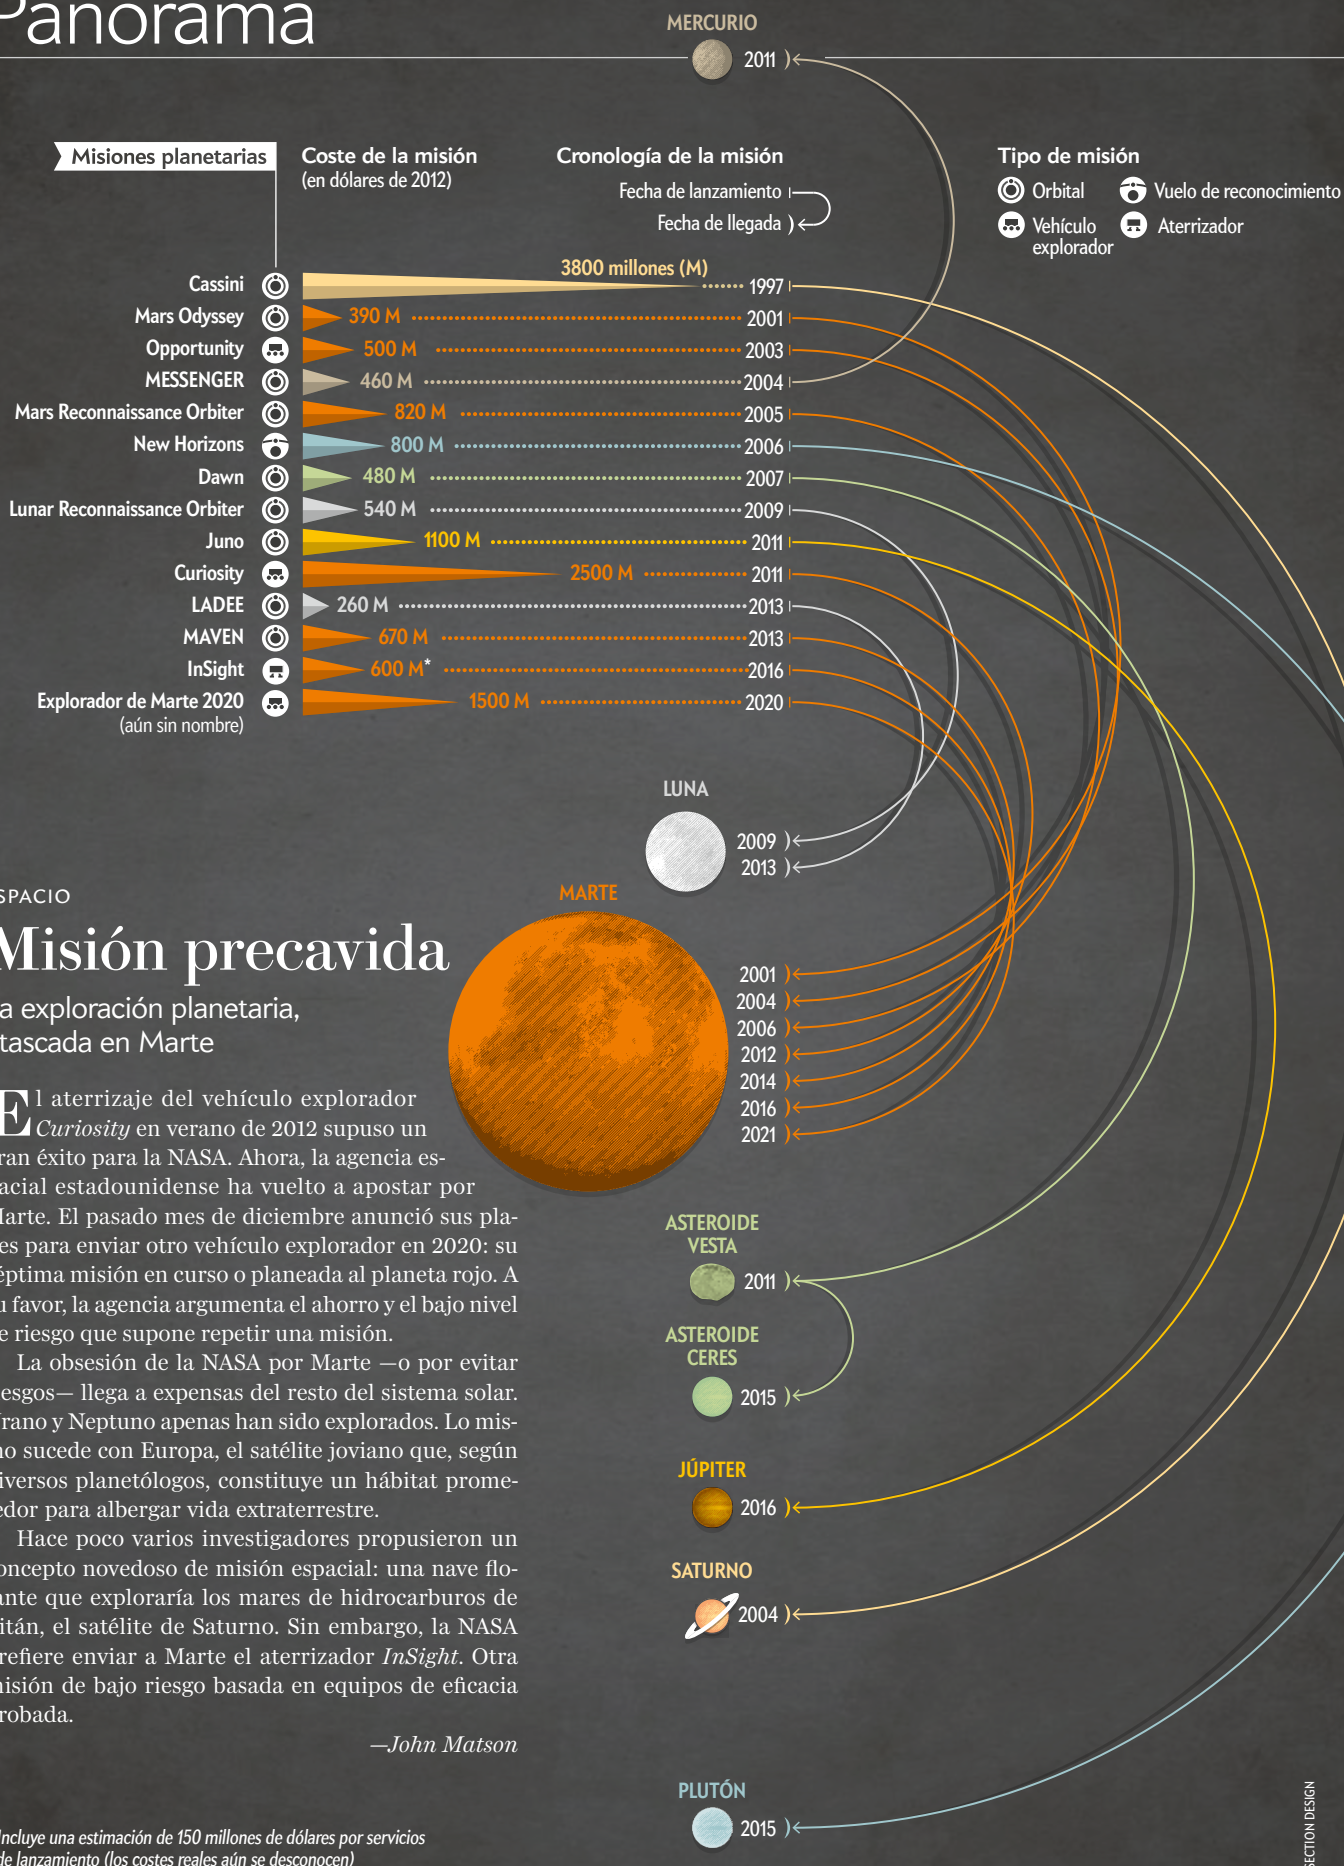 Panorama
MERCURIO
2011
Misiones planetarias
Coste de la misión
(en dólares de 2012)
Cronología de la misión
Fecha de lanzamiento
Fecha de llegada
Tipo de misión
Orbital
Vuelo de reconocimiento
Vehículo
explorador
Aterrizador
Cassini 3800 millones (M) 1997
Mars Odyssey 390 M 2001
Opportunity 500 M 2003
MESSENGER 460 M 2004
Mars Reconnaissance Orbiter 820 M 2005
New Horizons 800 M 2006
Dawn 480 M 2007
Lunar Reconnaissance Orbiter 540 M 2009
Juno 1100 M 2011
Curiosity 2500 M 2011
LADEE 260 M 2013
MAVEN 670 M 2013
InSight 600 M* 2016
Explorador de Marte 2020 1500 M 2020
(aún sin nombre)
LUNA
2009
2013
MARTE
2001
2004
2006
2012
2014
2016
2021
ASTEROIDE
VESTA
2011
ASTEROIDE
CERES
2015
JÚPITER
2016
SATURNO
2004
PLUTÓN
2015
SPACIO
Misión precavida
a exploración planetaria,
tascada en Marte
El aterrizaje del vehículo explorador
Curiosity en verano de 2012 supuso un
ran éxito para la NASA. Ahora, la agencia es-
acial estadounidense ha vuelto a apostar por
Marte. El pasado mes de diciembre anunció sus pla-
es para enviar otro vehículo explorador en 2020: su
éptima misión en curso o planeada al planeta rojo. A
u favor, la agencia argumenta el ahorro y el bajo nivel
e riesgo que supone repetir una misión.
La obsesión de la NASA por Marte —o por evitar
esgos— llega a expensas del resto del sistema solar.
rano y Neptuno apenas han sido explorados. Lo mis-
no sucede con Europa, el satélite joviano que, según
iversos planetólogos, constituye un hábitat prome-
edor para albergar vida extraterrestre.
Hace poco varios investigadores propusieron un
oncepto novedoso de misión espacial: una nave flo-
ante que exploraría los mares de hidrocarburos de
itán, el satélite de Saturno. Sin embargo, la NASA
refiere enviar a Marte el aterrizador InSight. Otra
nisión de bajo riesgo basada en equipos de eficacia
robada.
—John Matson
Incluye una estimación de 150 millones de dólares por servicios
de lanzamiento (los costes reales aún se desconocen)
SECTION DESIGN